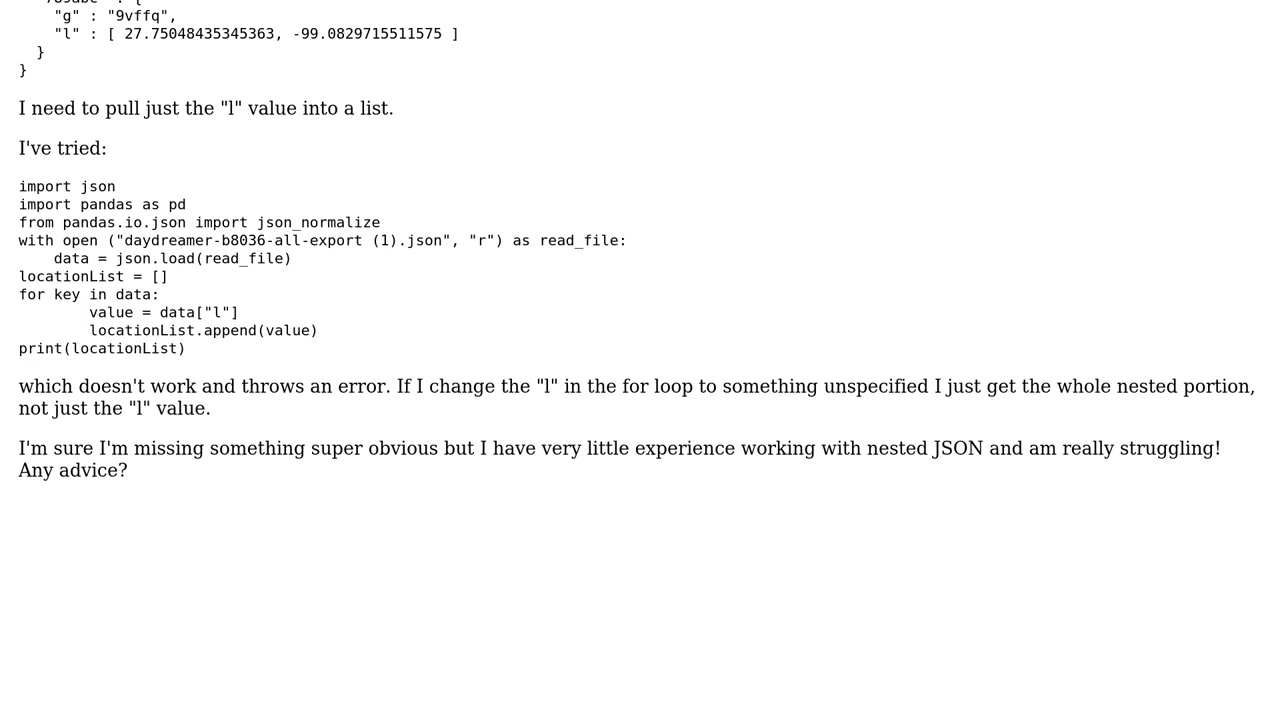 "g" : "9vffq",
"l" : [ 27.75048435345363, -99.0829715511575 ]
}
}
I need to pull just the "l" value into a list.
I've tried:
import json
import pandas as pd
from pandas.io.json import json_normalize
with open ("daydreamer-b8036-all-export (1).json", "r") as read_file:
data = json.load(read_file)
locationList = []
for key in data:
value = data["l"]
locationList.append(value)
print(locationList)
which doesn't work and throws an error. If I change the "l" in the for loop to something unspecified I just get the whole nested portion,
not just the "l" value.
I'm sure I'm missing something super obvious but I have very little experience working with nested JSON and am really struggling!
Any advice?